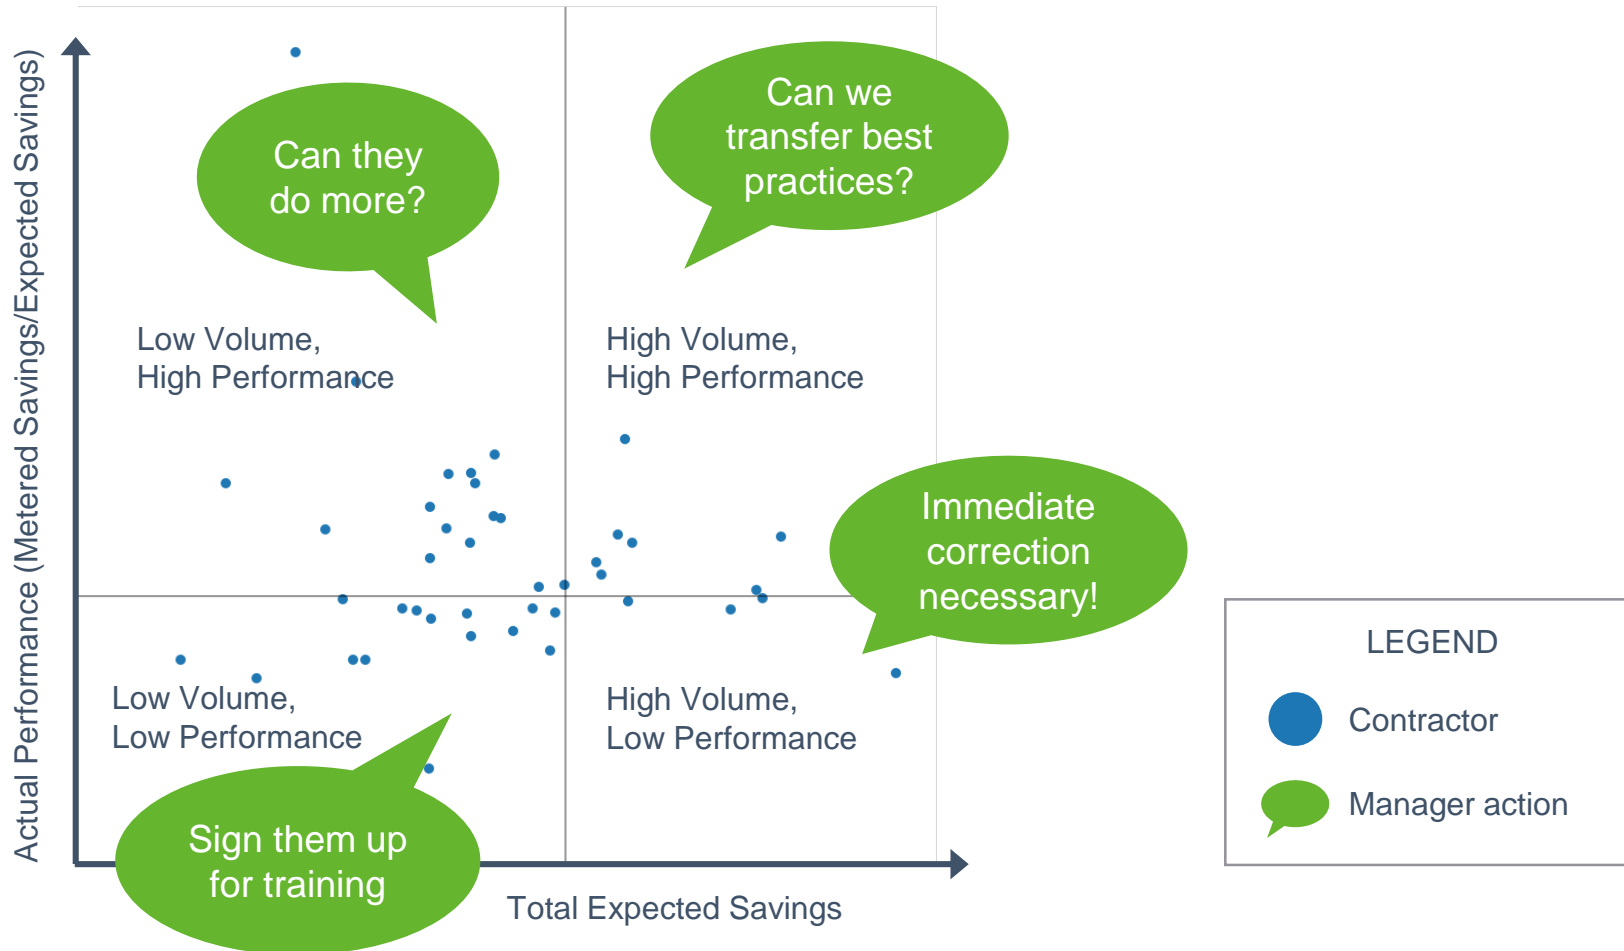 Actual Performance (Metered Savings/Expected Savings)
Can they
do more?
Can we
transfer best
practices?
Low Volume,
High Performance
High Volume,
High Performance
Immediate
correction
necessary!
Low Volume,
Low Performance
High Volume,
Low Performance
Sign them up
for training
Total Expected Savings
LEGEND
Contractor
Manager action